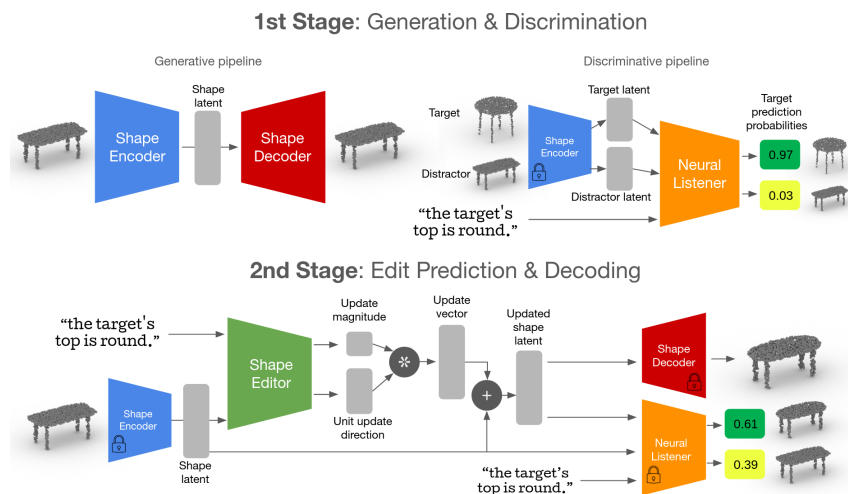 1st Stage: Generation & Discrimination
Generative pipeline
Shape
latent
Shape
Encoder
Shape
Decoder
Discriminative pipeline
Target
Distractor
"the target's
top is round."
Shape
Encoder
Target latent
Distractor latent
Neural
Listener
Target
prediction
probabilities
0.97
0.03
2nd Stage: Edit Prediction & Decoding
“the target's
top is round.”
Shape
Encoder
Shape
latent
Shape
Editor
Update
magnitude
Unit update
direction
*
Update
vector
+
Updated
shape
latent
"the target’s
top is round."
Shape
Decoder
Neural
Listener
0.61
0.39